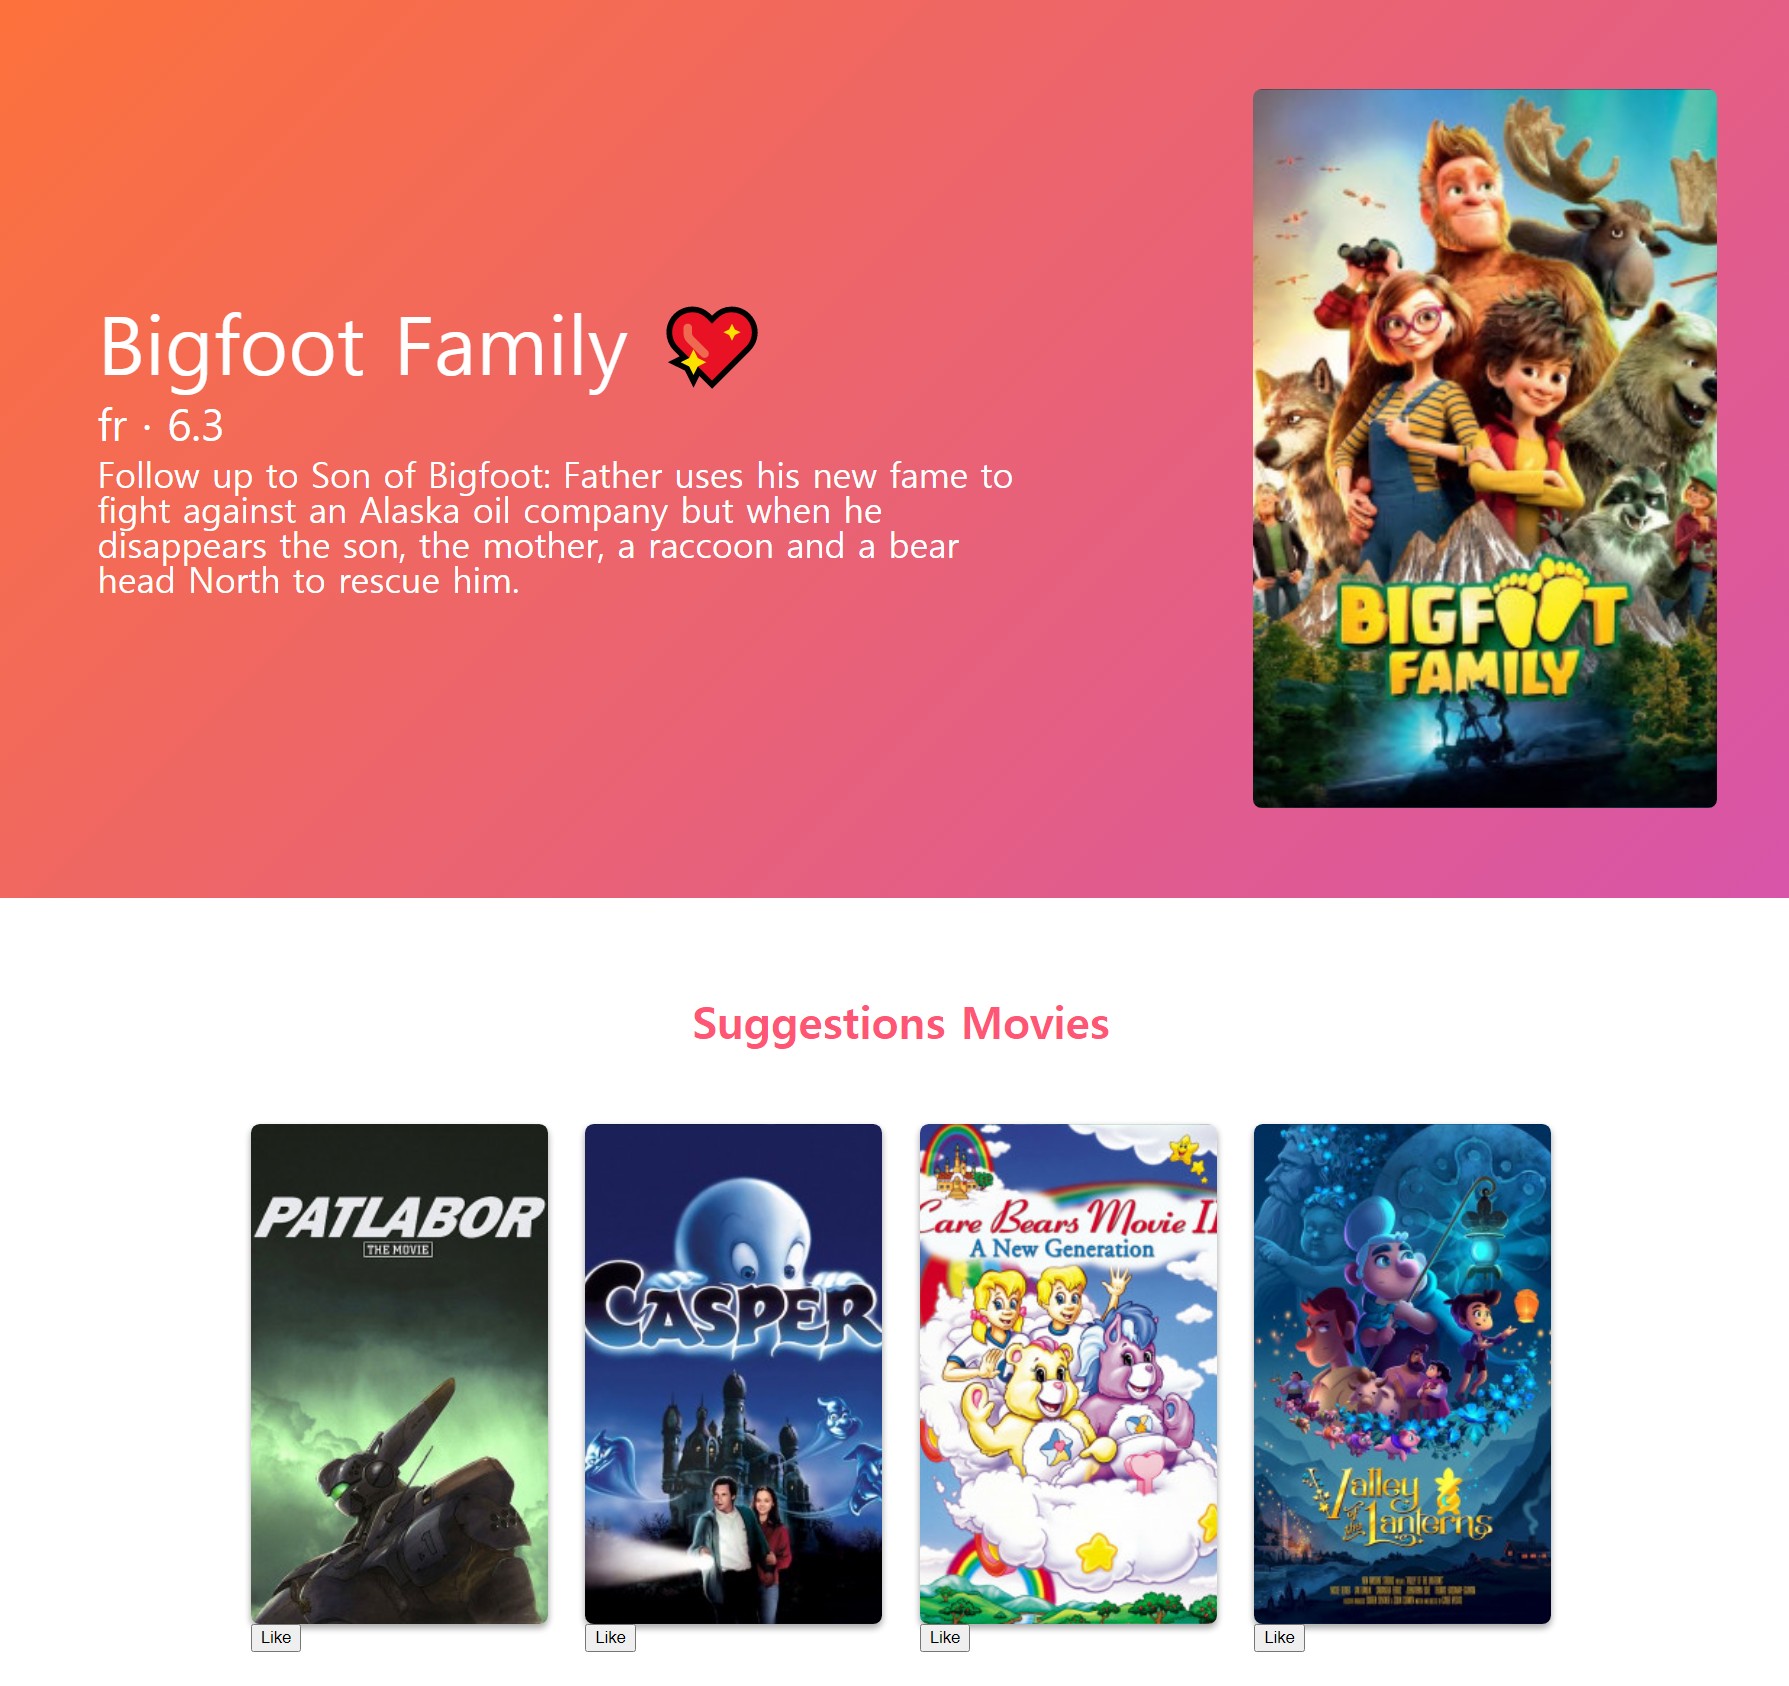 Bigfoot Family 💖
fr · 6.3
Follow up to Son of Bigfoot: Father uses his new fame to
fight against an Alaska oil company but when he
disappears the son, the mother, a raccoon and a bear
head North to rescue him.
BIGFOOT
FAMILY
Suggestions Movies
PATLABOR
THE MOVIE
CASPER
Care Bears Movie II
A New Generation
Valley
of the Lanterns
Like
Like
Like
Like